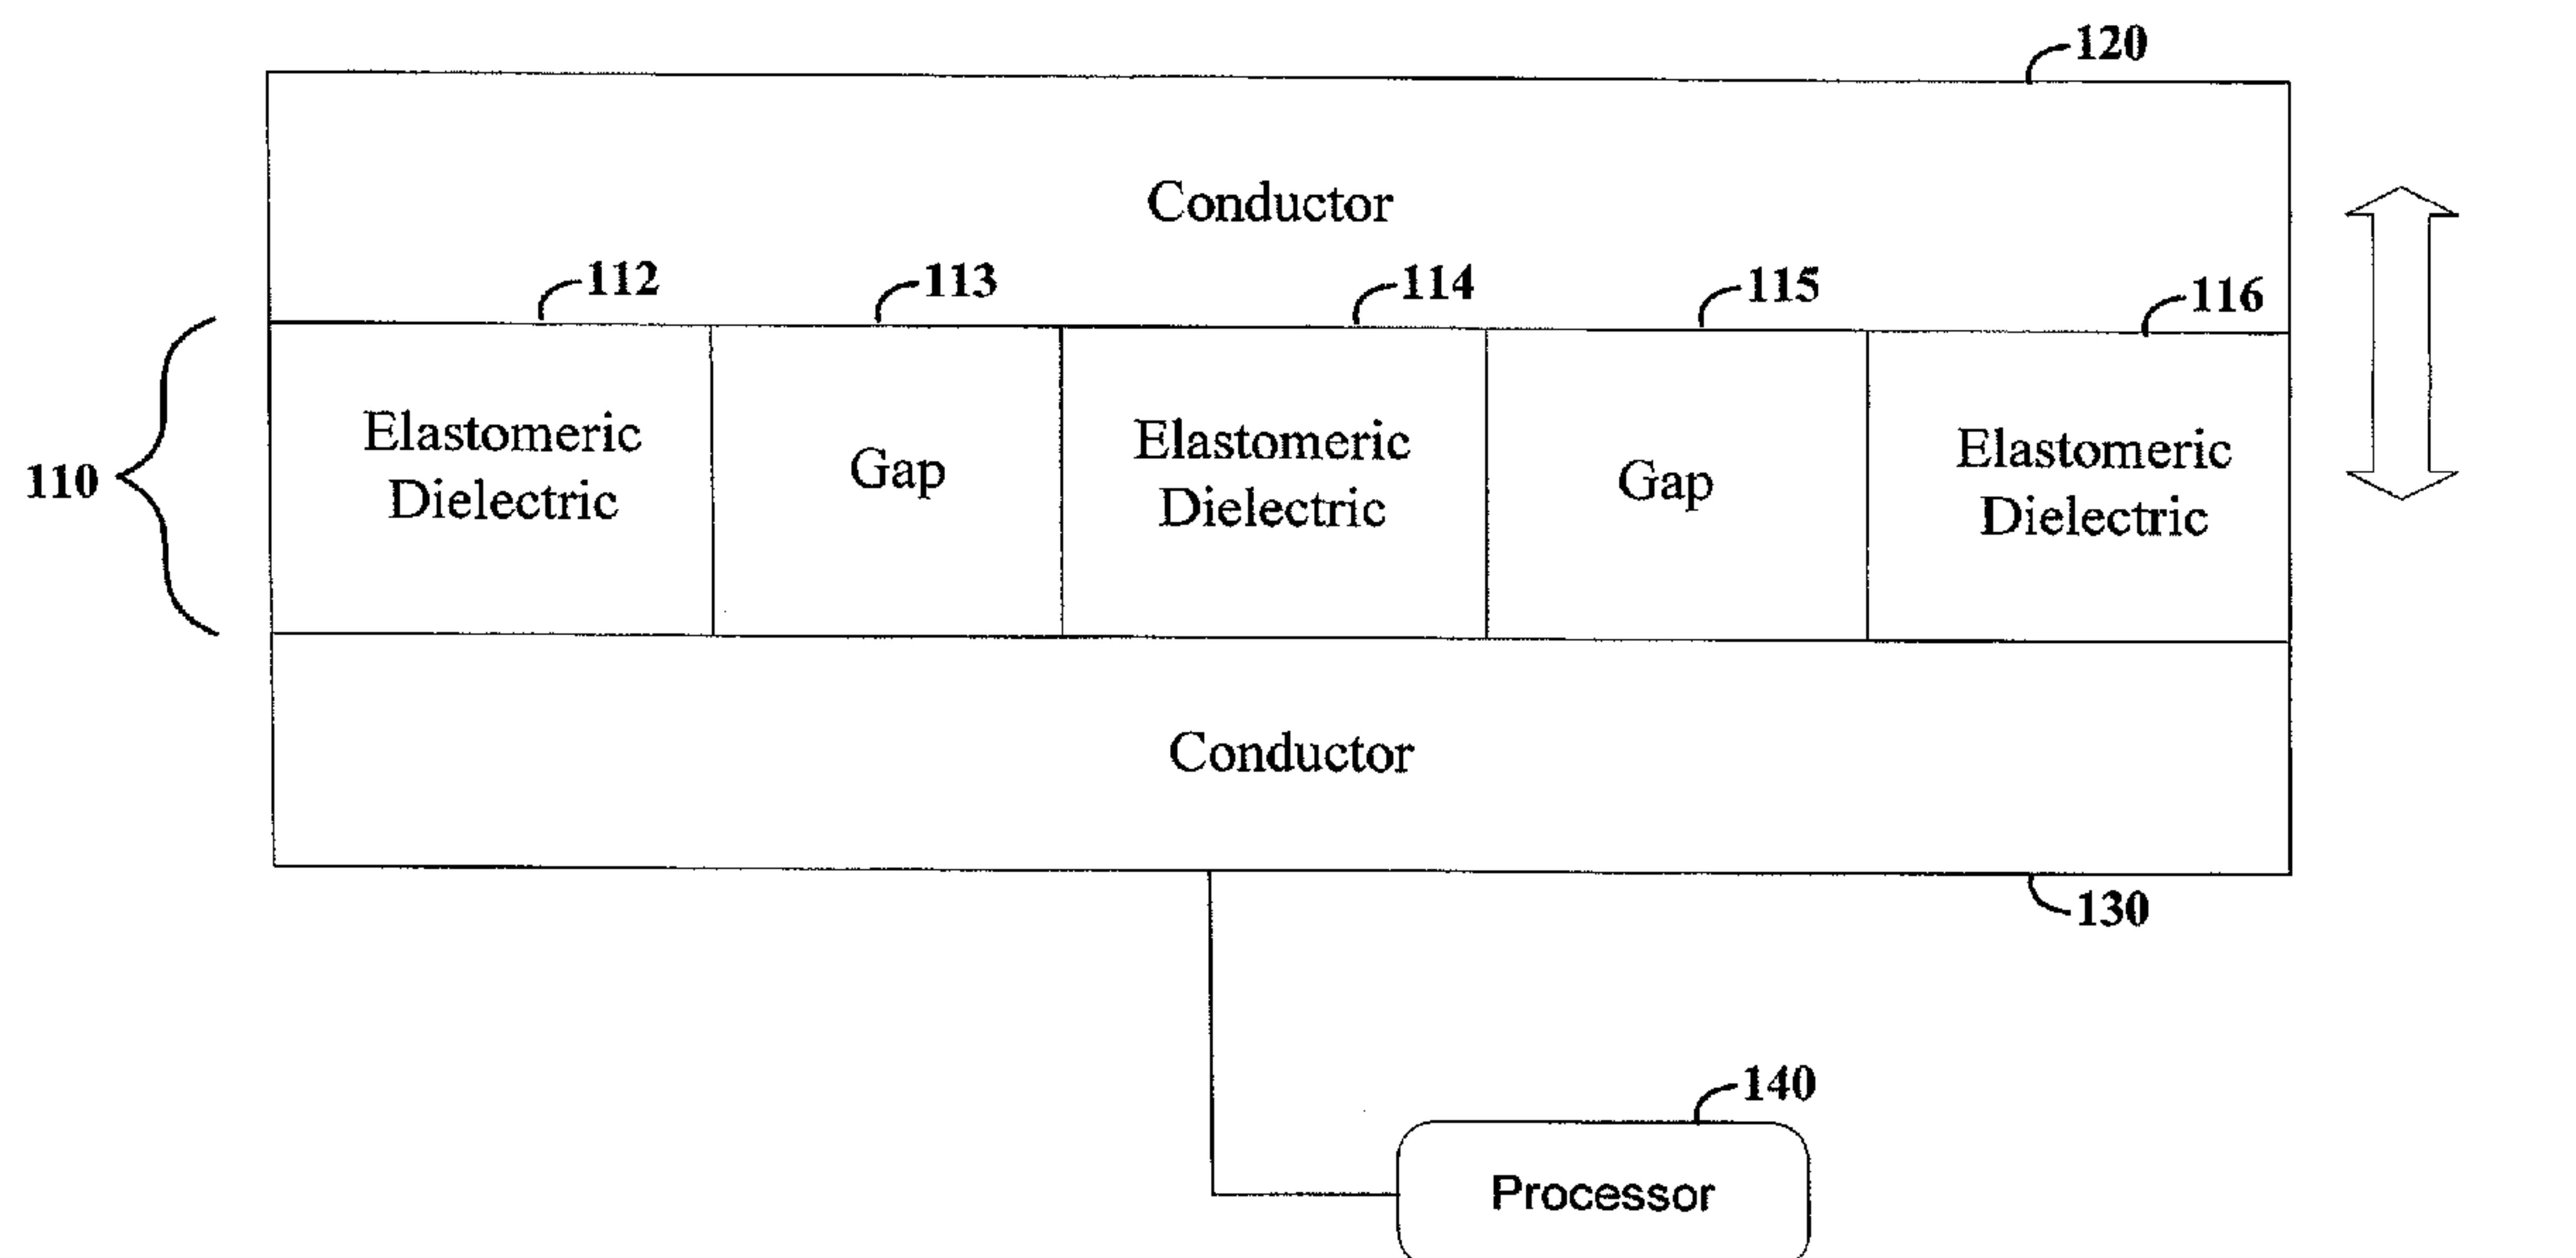 120
Conductor
112
113
114
115
116
110
Elastomeric
Dielectric
Gap
Elastomeric
Dielectric
Gap
Elastomeric
Dielectric
Conductor
130
140
Processor